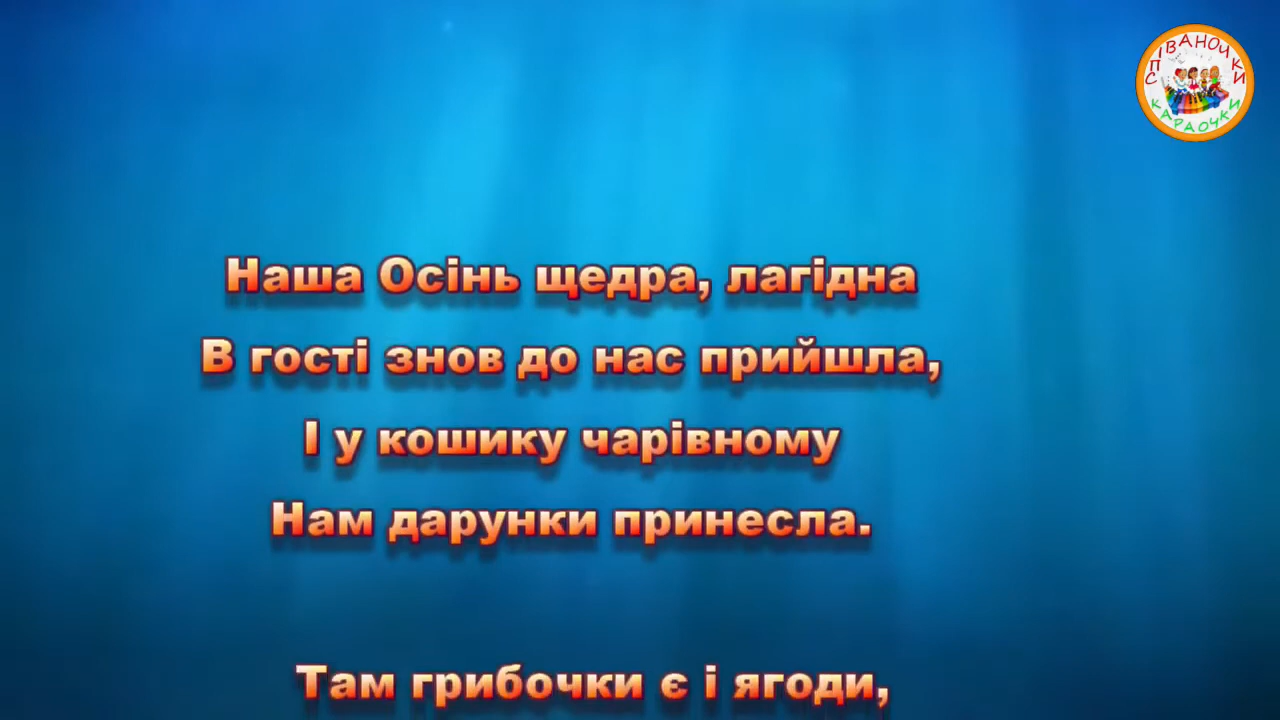 СПІВАНОЧКИ
КАРАОЧКИ
Наша Осінь щедра, лагідна
В гості знов до нас прийшла,
І у кошику чарівному
Нам дарунки принесла.
Там грибочки є і ягоди,